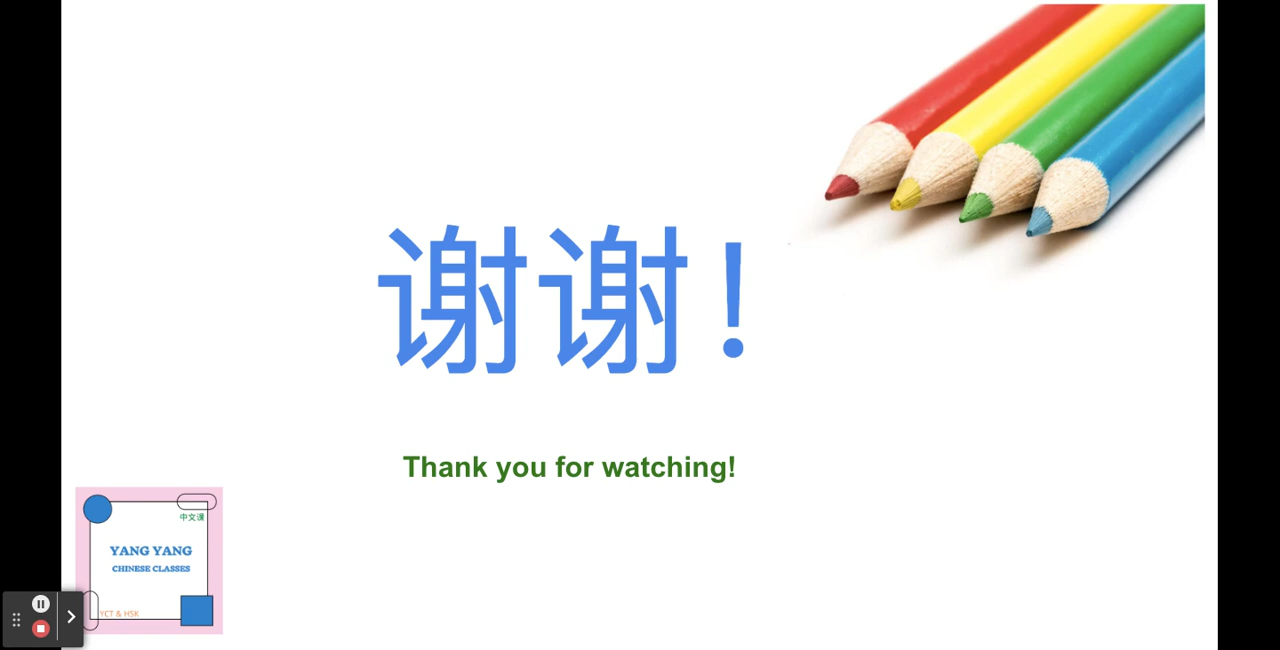 谢谢！
Thank you for watching!
中文课
YANG YANG
CHINESE CLASSES
YCT & HSK